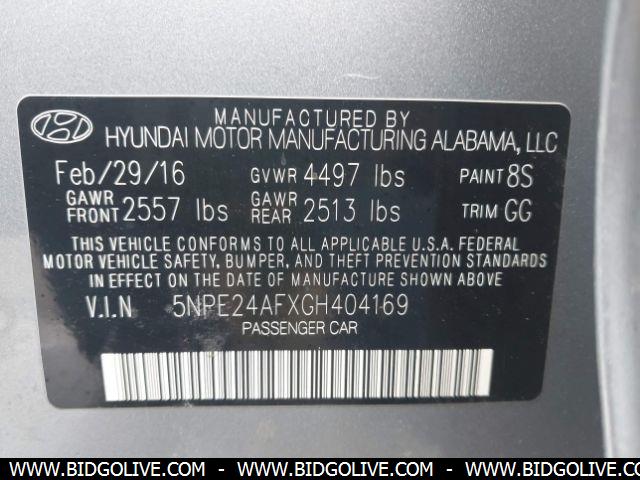 MANUFACTURED BY
HYUNDAI MOTOR MANUFACTURING ALABAMA, LLC
Feb/29/16 GVWR 4497 lbs PAINT 8S
GAWR FRONT 2557 lbs GAWR REAR 2513 lbs TRIM GG
THIS VEHICLE CONFORMS TO ALL APPLICABLE U.S.A. FEDERAL
MOTOR VEHICLE SAFETY, BUMPER, AND THEFT PREVENTION STANDARDS
IN EFFECT ON THE DATE OF MANUFACTURE SHOWN ABOVE.
V.I.N 5NPE24AFXGH404169
PASSENGER CAR
WWW.BIDGOLIVE.COM - WWW.BIDGOLIVE.COM - WWW.BIDGOLIVE.COM